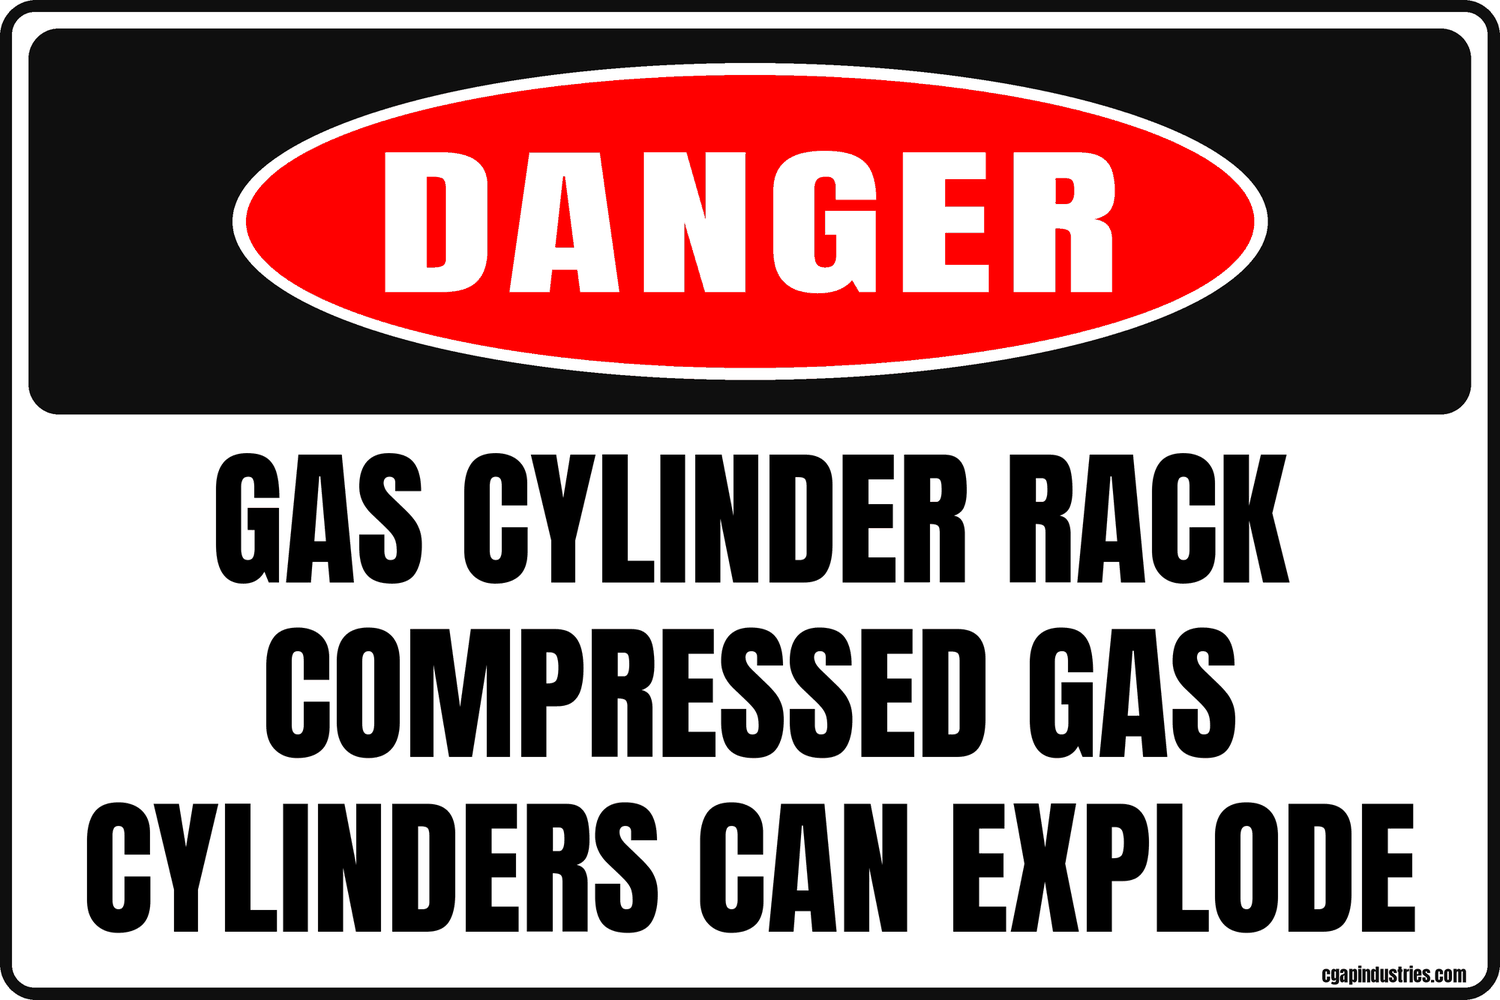 DANGER
GAS CYLINDER RACK
COMPRESSED GAS
CYLINDERS CAN EXPLODE
cgapindustries.com